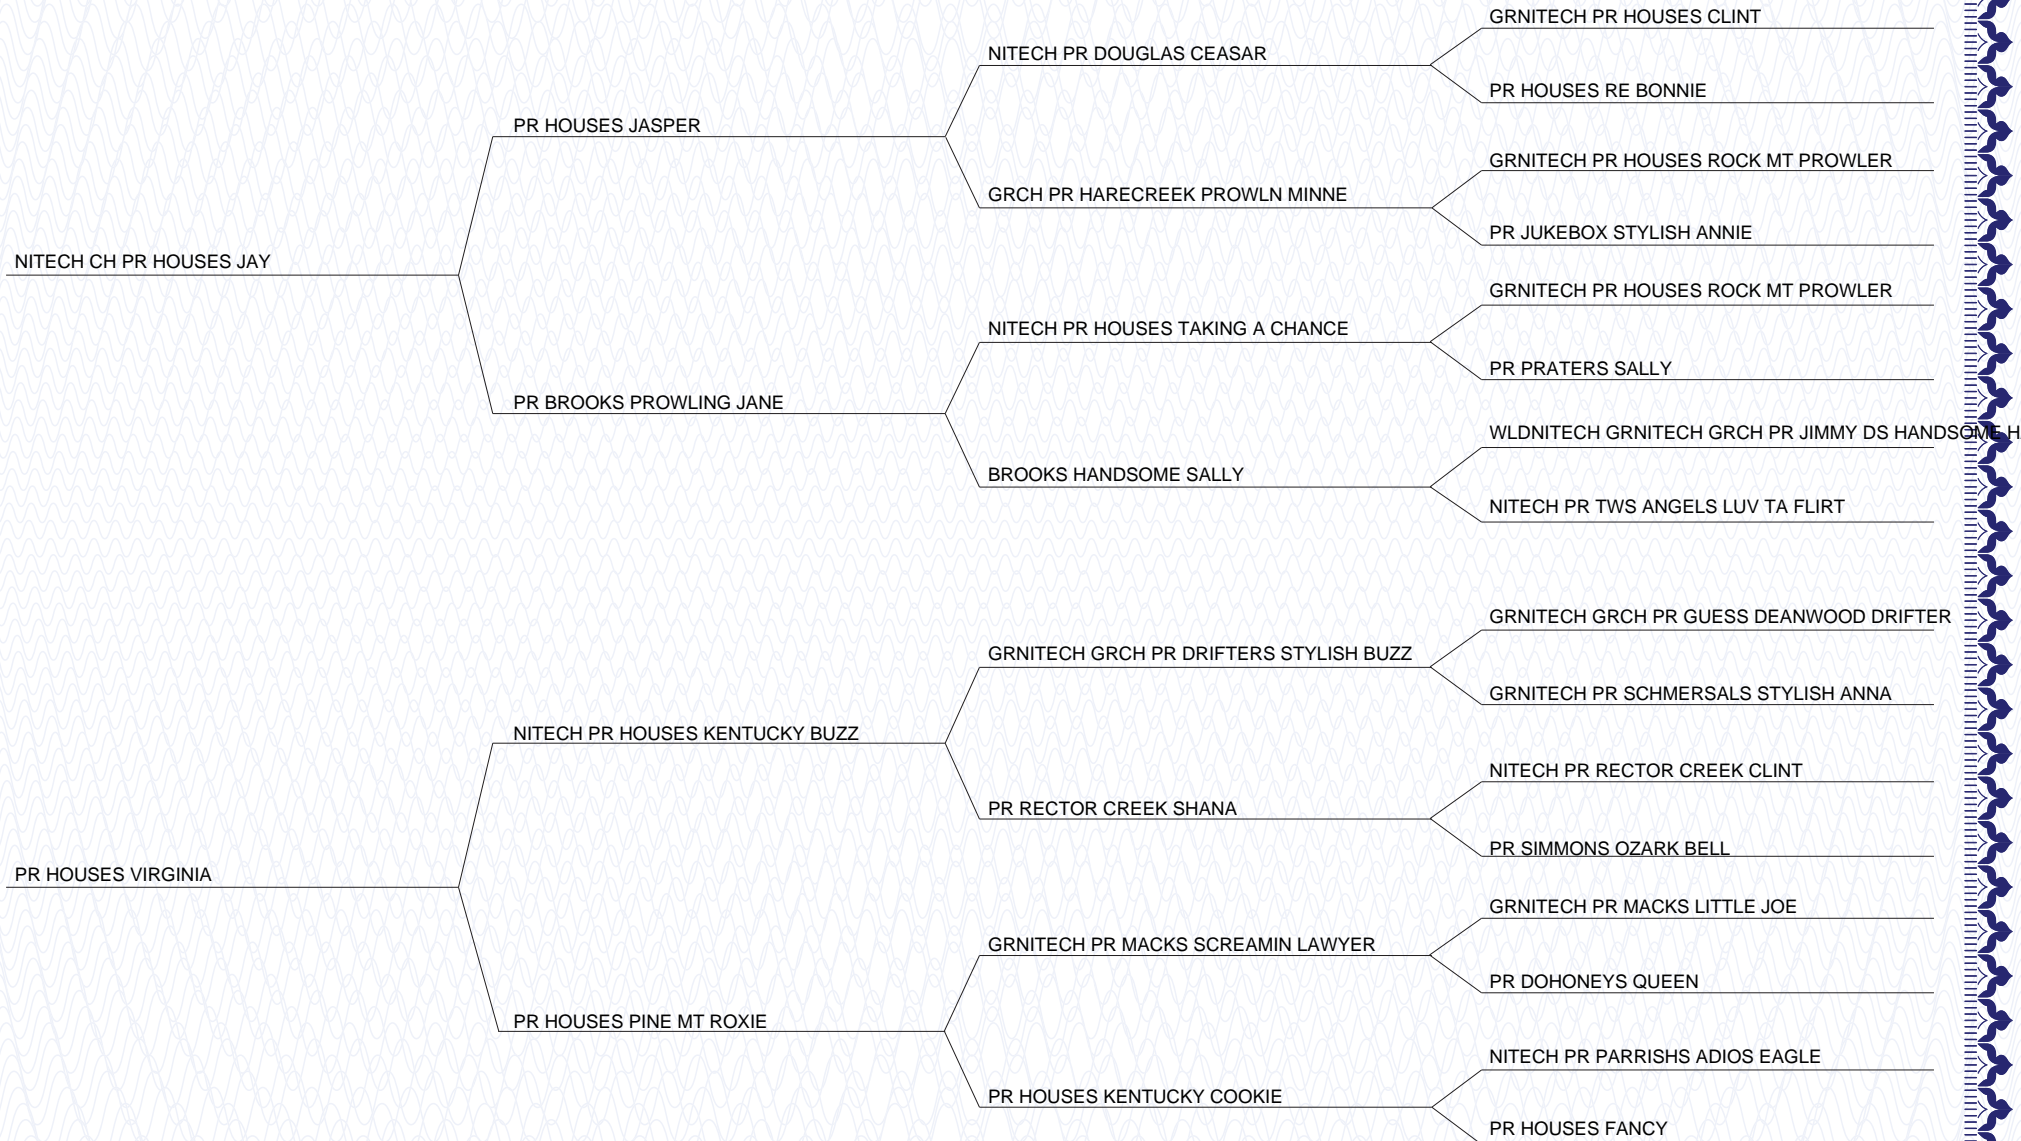 GRNITECH PR HOUSES CLINT
NITECH PR DOUGLAS CEASAR
PR HOUSES RE BONNIE
PR HOUSES JASPER
GRNITECH PR HOUSES ROCK MT PROWLER
GRCH PR HARECREEK PROWLN MINNE
PR JUKEBOX STYLISH ANNIE
NITECH CH PR HOUSES JAY
GRNITECH PR HOUSES ROCK MT PROWLER
NITECH PR HOUSES TAKING A CHANCE
PR PRATERS SALLY
PR BROOKS PROWLING JANE
WLDNITECH GRNITECH GRCH PR JIMMY DS HANDSOME
BROOKS HANDSOME SALLY
NITECH PR TWS ANGELS LUV TA FLIRT
GRNITECH GRCH PR GUESS DEANWOOD DRIFTER
GRNITECH GRCH PR DRIFTERS STYLISH BUZZ
GRNITECH PR SCHMERSALS STYLISH ANNA
NITECH PR HOUSES KENTUCKY BUZZ
NITECH PR RECTOR CREEK CLINT
PR RECTOR CREEK SHANA
PR SIMMONS OZARK BELL
PR HOUSES VIRGINIA
GRNITECH PR MACKS LITTLE JOE
GRNITECH PR MACKS SCREAMIN LAWYER
PR DOHONEYS QUEEN
PR HOUSES PINE MT ROXIE
NITECH PR PARRISHS ADIOS EAGLE
PR HOUSES KENTUCKY COOKIE
PR HOUSES FANCY